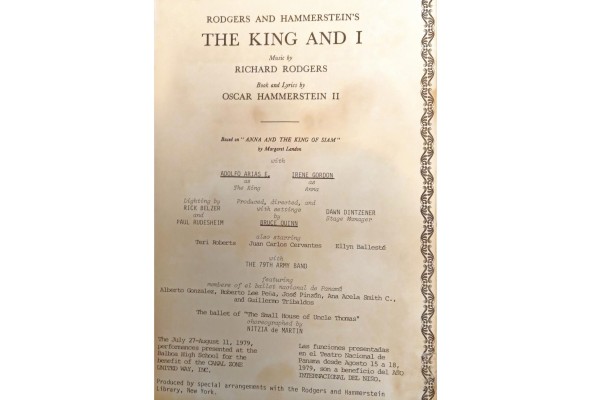 RODGERS AND HAMMERSTEIN'S
THE KING AND I
Music by
RICHARD RODGERS
Book and Lyrics by
OSCAR HAMMERSTEIN II
Based on "ANNA AND THE KING OF SIAM"
by Margaret Landon
with
ADOLFO ARIAS E. IRENE GORDON
as as
The King Anna
Lighting by
RICK BELZER
and
PAUL RUDESHEIM
Produced, directed, and
with settings
by
BRUCE QUINN
DAWN DINTZENER
Stage Manager
also starring
Teri Roberts Juan Carlos Cervantes Ellyn Ballestã
with
THE 79TH ARMY BAND
featuring
members of el ballet nacional de Panamá
Alberto Gonzalez, Roberto Lee Pesa, José Pinzón, Ana Acela Smith C.,
and Guillermo Tribaldos
The ballet of "The Small House of Uncle Thomas"
choreographed by
NITZIA de MARTIN
The July 27-August 11, 1979,
performances presented at the
Balboa High School for the
benefit of the CANAL ZONE
UNITED WAY, INC.
Las funciones presentadas
en el Teatro Nacional de
Panama desde Agosto 15 a 18,
1979, son a beneficio del AÑO
INTERNACIONAL DEL NIÑO.
Produced by special arrangements with the Rodgers and Hammerstein
Library, New York.